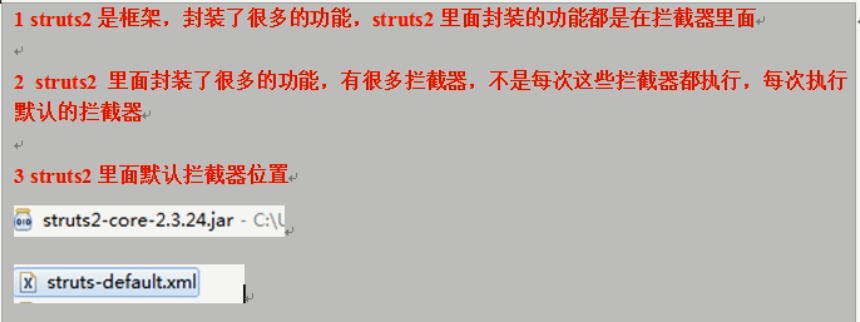 1 struts2 是框架，封装了很多的功能，struts2 里面封装的功能都是在拦截器里面
2 struts2 里面封装了很多的功能，有很多拦截器，不是每次这些拦截器都执行，每次执行
默认的拦截器
3 struts2 里面默认拦截器位置
struts2-core-2.3.24.jar - C:\U
struts-default.xml